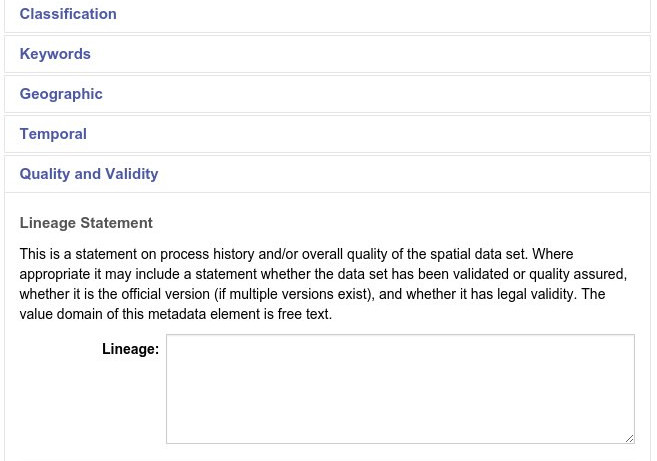 Classification
Keywords
Geographic
Temporal
Quality and Validity
Lineage Statement
This is a statement on process history and/or overall quality of the spatial data set. Where
appropriate it may include a statement whether the data set has been validated or quality assured,
whether it is the official version (if multiple versions exist), and whether it has legal validity. The
value domain of this metadata element is free text.
Lineage: